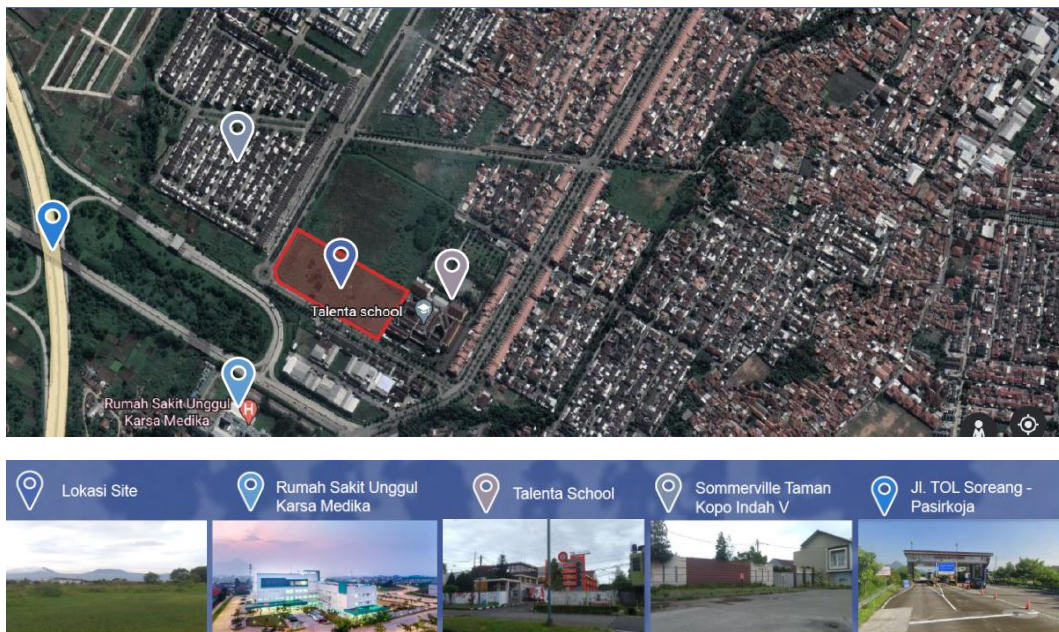 Talenta school
Rumah Sakit Unggul
Karsa Medika
H
Lokasi Site
Rumah Sakit Unggul
Karsa Medika
Talenta School
Sommerville Taman
Kopo Indah V
Jl. TOL Soreang -
Pasirkoja